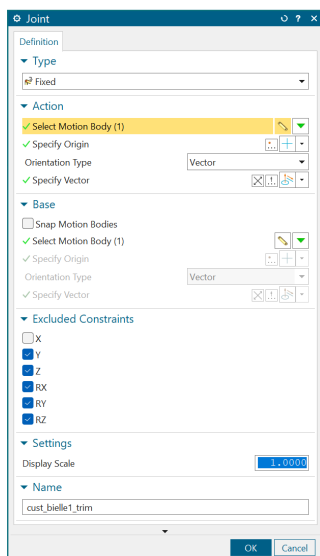 Joint
?
Definition
Type
Fixed
Action
Select Motion Body (1)
Specify Origin
Orientation Type
Vector
Specify Vector
Base
Snap Motion Bodies
Select Motion Body (1)
Specify Origin
Orientation Type
Vector
Specify Vector
Excluded Constraints
X
Y
Z
RX
RY
RZ
Settings
Display Scale
1.0000
Name
cust_bielle1_trim
OK
Cancel